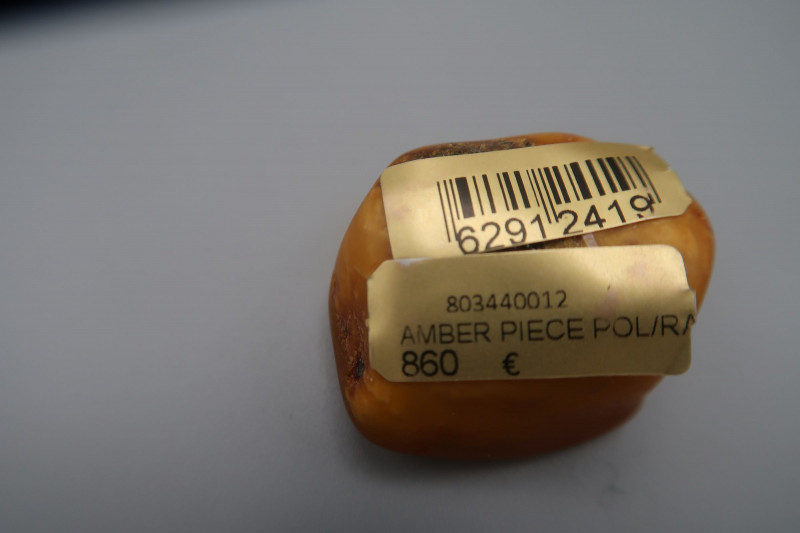 62912419
803440012
AMBER PIECE POL/RA
860 €